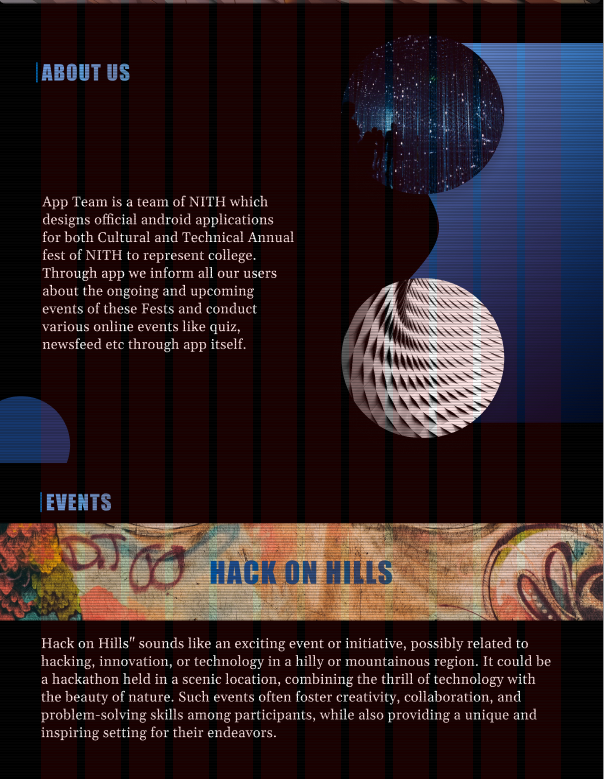 ABOUT US
App Team is a team of NITH which
designs official android applications
for both Cultural and Technical Annual
fest of NITH to represent college.
Through app we inform all our users
about the ongoing and upcoming
events of these Fests and conduct
various online events like quiz,
newsfeed etc through app itself.
EVENTS
HACK ON HILLS
Hack on Hills" sounds like an exciting event or initiative, possibly related to
hacking, innovation, or technology in a hilly or mountainous region. It could be
a hackathon held in a scenic location, combining the thrill of technology with
the beauty of nature. Such events often foster creativity, collaboration, and
problem-solving skills among participants, while also providing a unique and
inspiring setting for their endeavors.